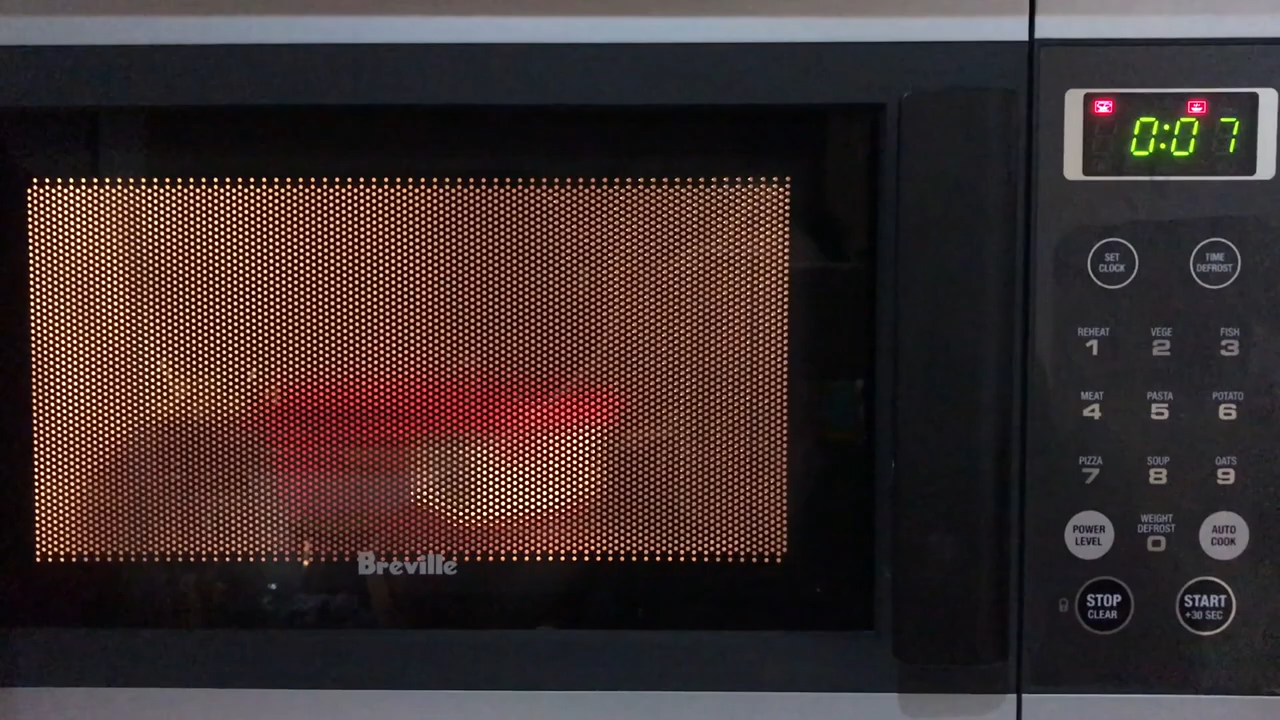 0:07
SET
CLOCK
TIME
DEFROST
REHEAT
1
VEGE
2
FISH
3
MEAT
4
PASTA
5
POTATO
6
PIZZA
7
SOUP
8
OATS
9
POWER
LEVEL
WEIGHT
DEFROST
0
AUTO
COOK
STOP
CLEAR
START
+30 SEC
Breville